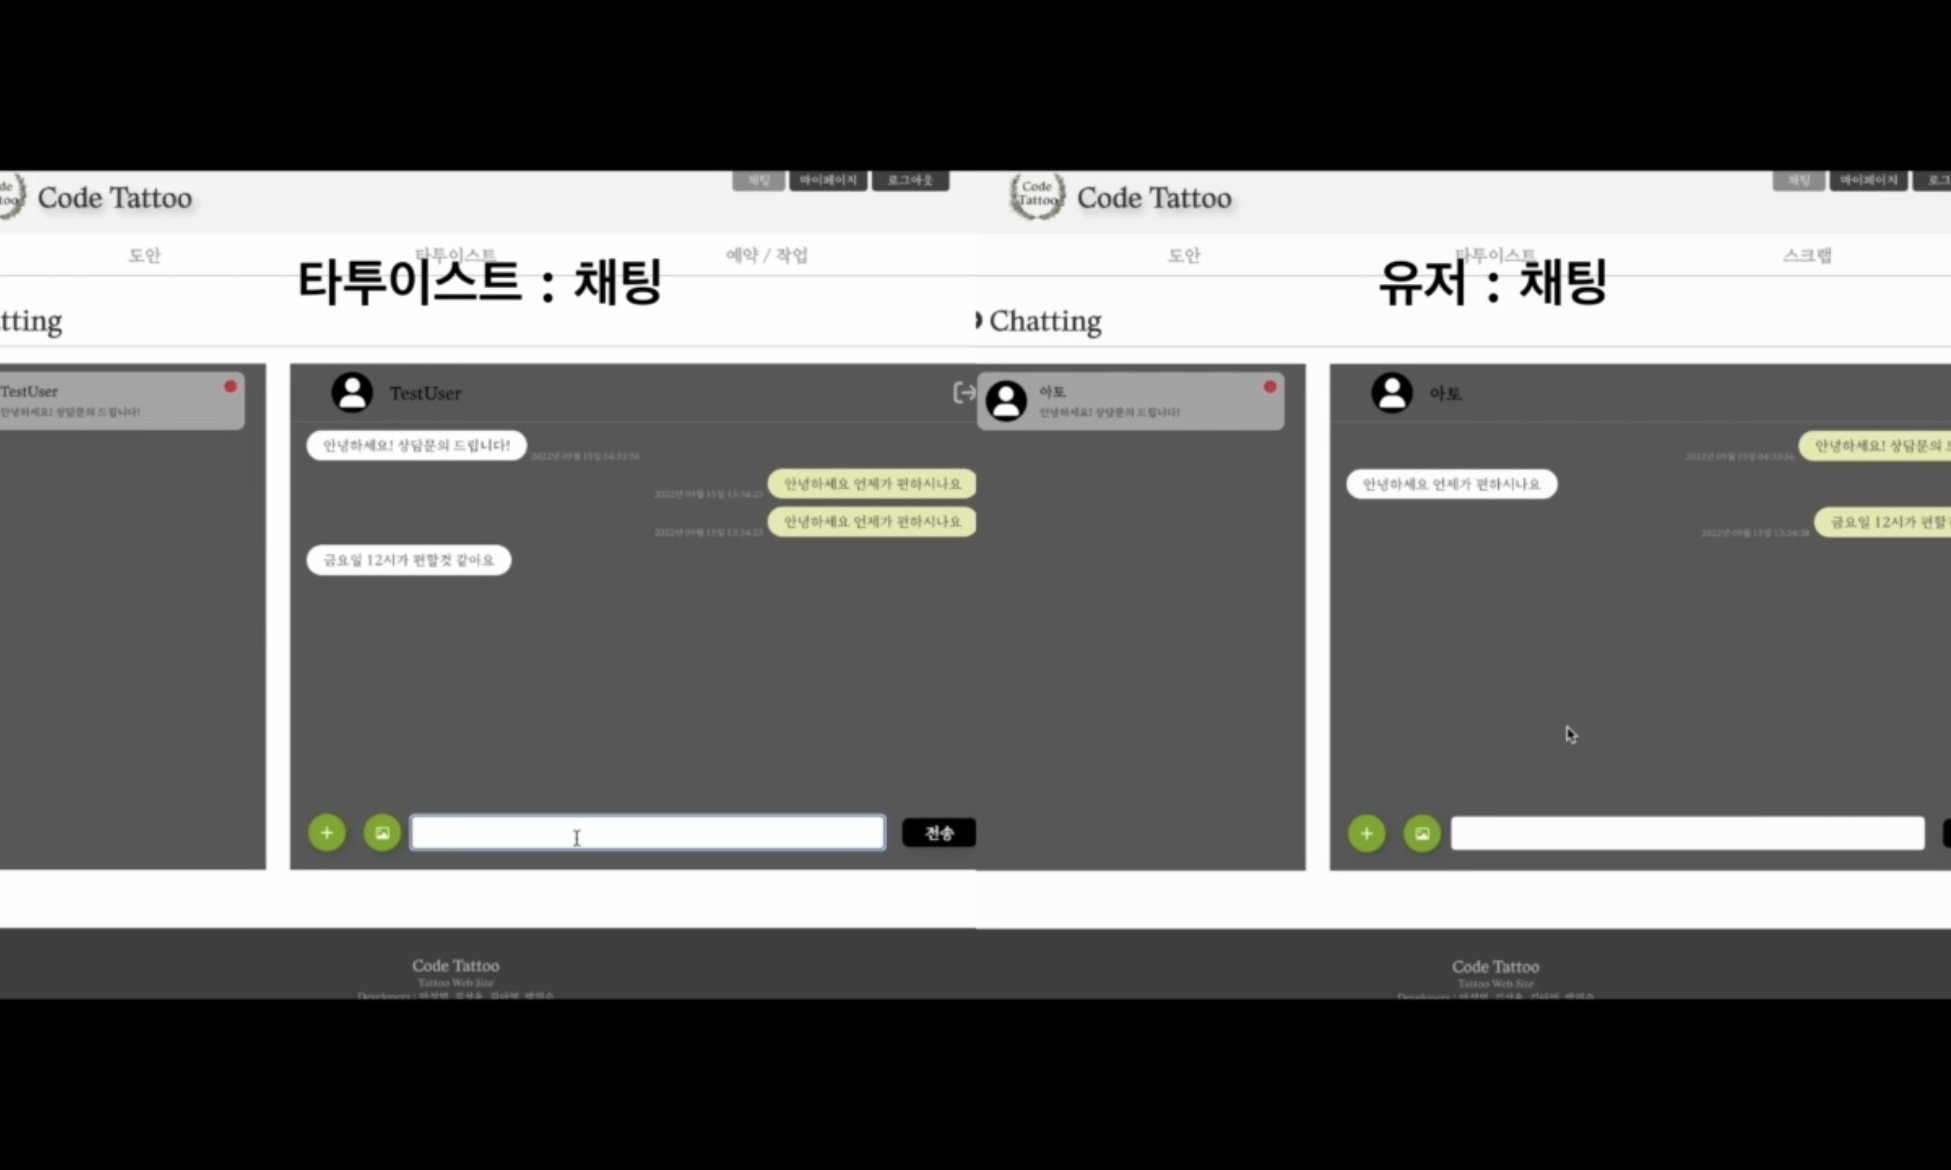 de
too
Code Tattoo
채팅
마이페이지
로그아웃
도안
타투이스트
예약 / 작업
타투이스트 : 채팅
tting
TestUser
안녕하세요! 상담문의 드립니다!
TestUser
안녕하세요! 상담문의 드립니다!
2022년 09월 15일 04:33:56
안녕하세요 언제가 편하시나요
2022년 09월 15일 13:34:25
안녕하세요 언제가 편하시나요
2022년 09월 15일 13:34:25
금요일 12시가 편할것 같아요
전송
Code Tattoo
Tattoo Web Site
Developers :
Code
Tattoo
Code Tattoo
채팅
마이페이지
로그
도안
타투이스트
스크랩
유저 : 채팅
Chatting
아토
안녕하세요! 상담문의 드립니다!
아토
안녕하세요! 상담문의
2022년 09월 15일 04:33:56
안녕하세요 언제가 편하시나요
금요일 12시가 편할
2022년 09월 15일 13:34:38
Code Tattoo
Tattoo Web Site
Developers :